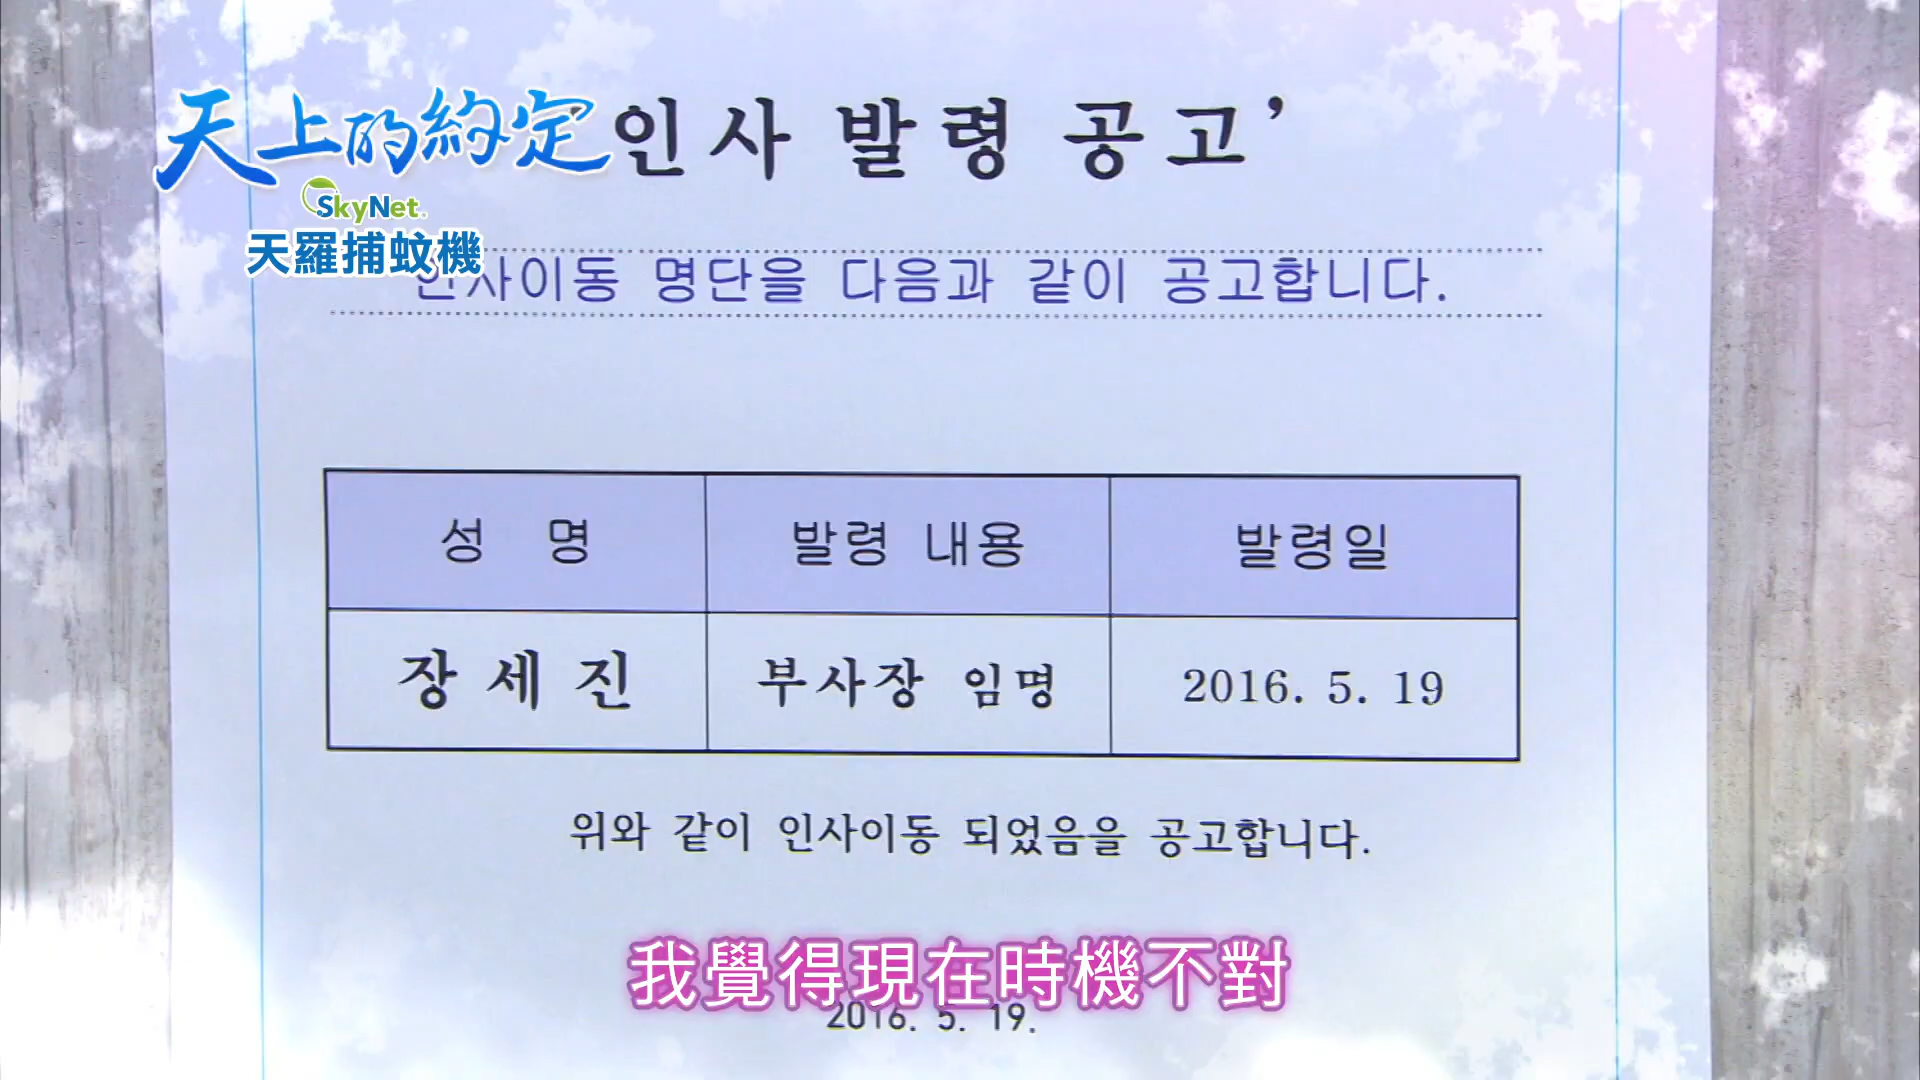 天上的約定
인사 발령 공고'
SkyNet
天羅捕蚊機
인사이동 명단을 다음과 같이 공고합니다.
성 명 발령 내용 발령일
장세진 부사장 임명 2016. 5. 19
위와 같이 인사이동 되었음을 공고합니다.
我覺得現在時機不對
2016. 5. 19.